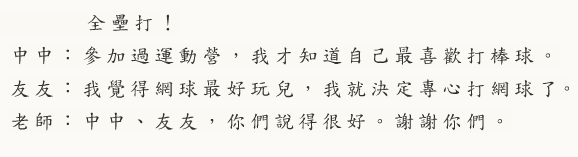 全壘打！
中中：參加過運動營，我才知道自己最喜歡打棒球。
友友：我覺得網球最好玩兒，我就決定專心打網球了。
老師：中中、友友，你們說得很好。謝謝你們。